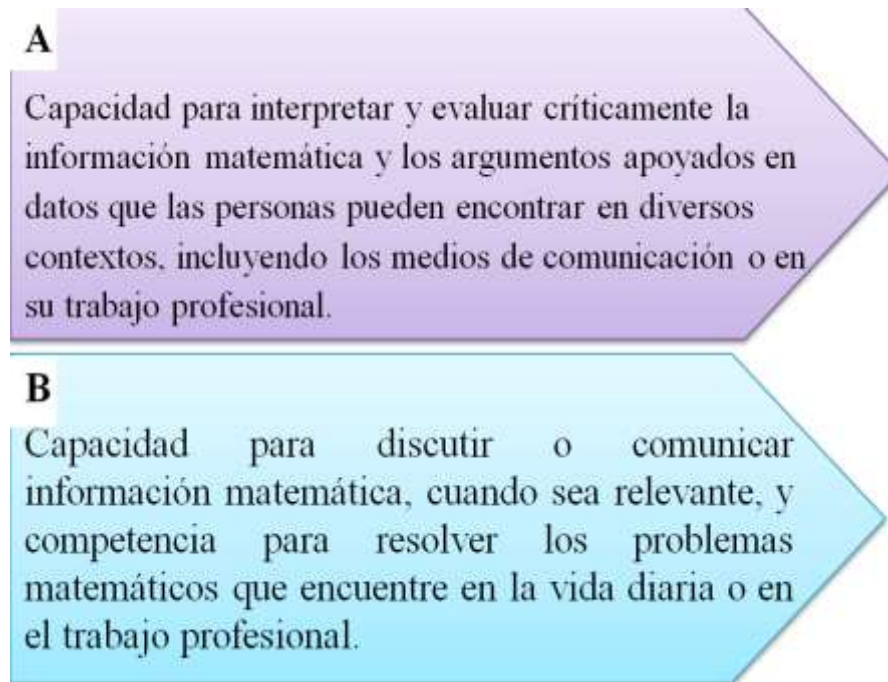 A
Capacidad para interpretar y evaluar críticamente la
información matemática y los argumentos apoyados en
datos que las personas pueden encontrar en diversos
contextos, incluyendo los medios de comunicación o en
su trabajo profesional.
B
Capacidad para discutir o comunicar
información matemática, cuando sea relevante, y
competencia para resolver los problemas
matemáticos que encuentre en la vida diaria o en
el trabajo profesional.